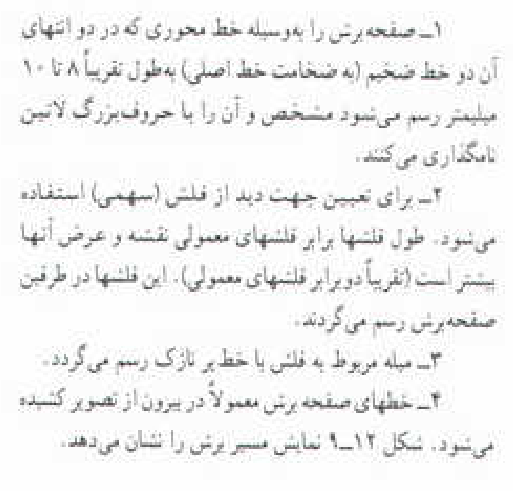 ۱ــ صفحه‌برش را به‌وسیله خط محوری که در دو انتهای
آن دو خط ضخیم (به ضخامت خط اصلی) به‌طول تقریباً ۸ تا ۱۰
میلیمتر رسم می‌شود مشخص و آن را با حروف‌بزرگ لاتین
نامگذاری می‌کنند.
۲ــ برای تعیین جهت دید از فلش (سهمی) استفاده
می‌شود. طول فلشها برابر فلشهای معمولی نقشه و عرض آنها
بیشتر است (تقریباً دوبرابر فلشهای معمولی). این فلشها در طرفین
صفحه‌برش رسم می‌گردند.
۳ــ میله مربوط به فلش با خط پر نازک رسم می‌گردد.
۴ــ خطهای صفحه برش معمولاً در بیرون از تصویر کشیده
می‌شود. شکل ۱۲ــ۹ نمایش مسیر برش را نشان می‌دهد.